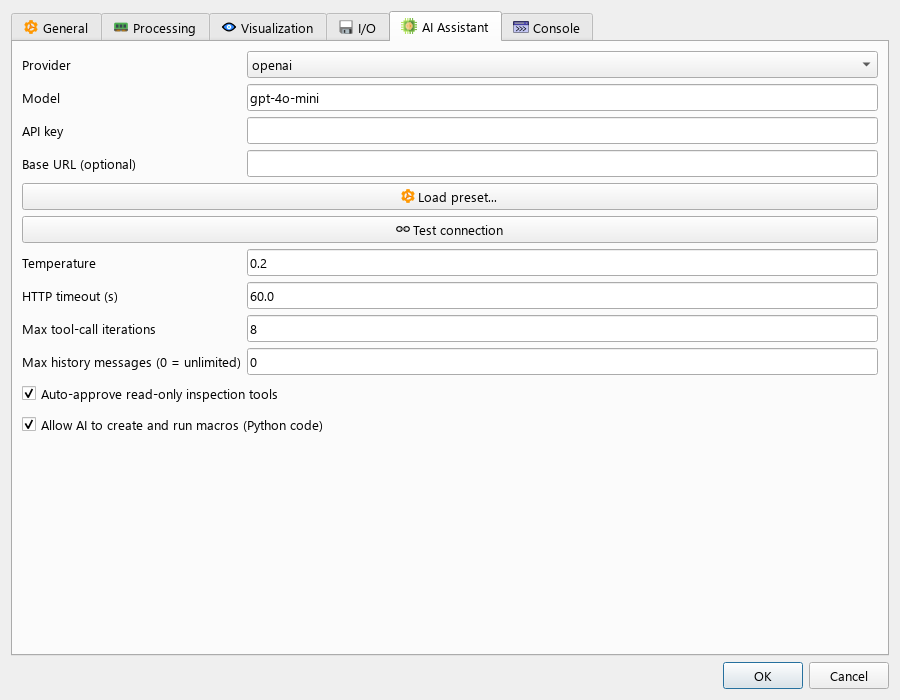 General Processing Visualization I/O AI Assistant Console
Provider openai
Model gpt-4o-mini
API key
Base URL (optional)
Load preset...
Test connection
Temperature 0.2
HTTP timeout (s) 60.0
Max tool-call iterations 8
Max history messages (0 = unlimited) 0
Auto-approve read-only inspection tools
Allow AI to create and run macros (Python code)
OK Cancel